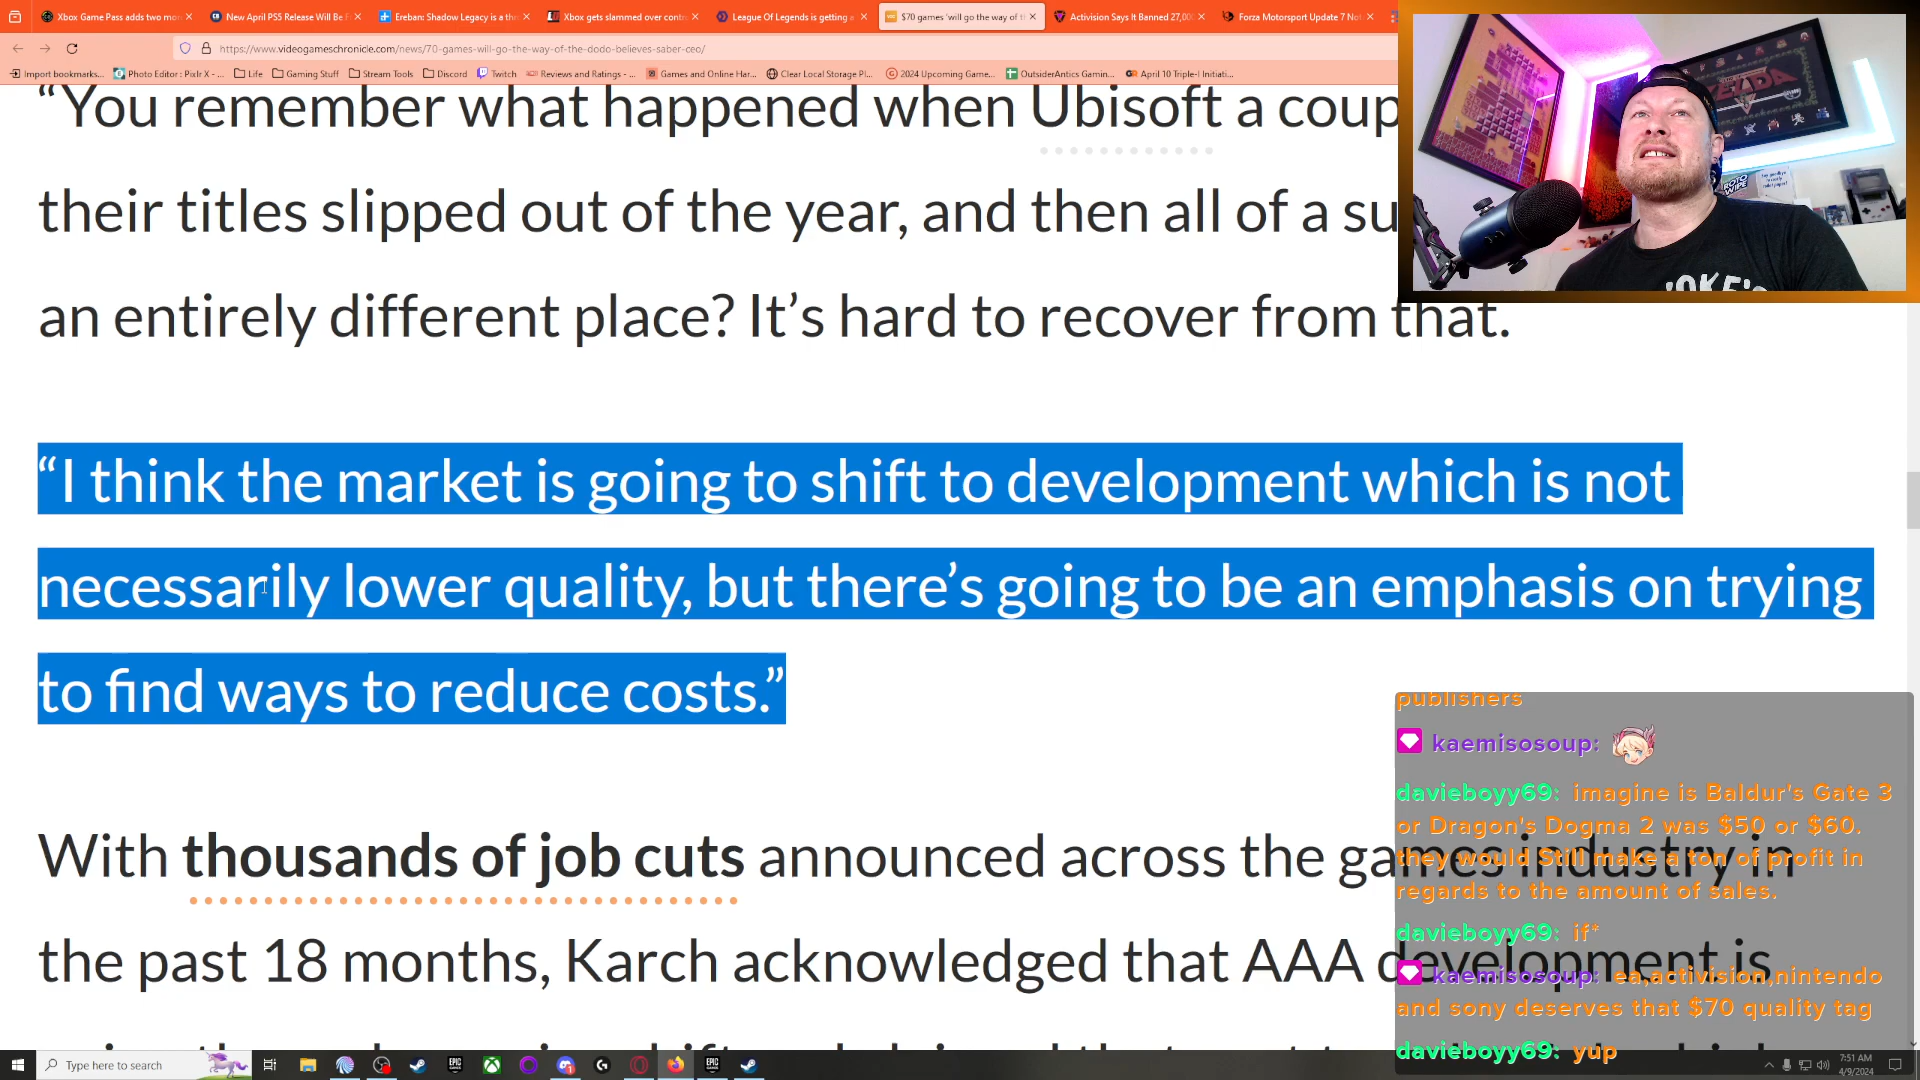 Xbox Game Pass adds two mo
New April PS5 Release Will Be F
Ereban: Shadow Legacy is a thr
Xbox gets slammed over contr
League Of Legends is getting a
$70 games 'will go the way of t
Activision Says It Banned 27,00
Forza Motorsport Update 7 Not
https://www.videogameschronicle.com/news/70-games-will-go-the-way-of-the-dodo-believes-saber-ceo/
Import bookmarks... Photo Editor : Pixlr X - ... Life Gaming Stuff Stream Tools Discord Twitch Reviews and Ratings - ... Games and Online Har... Clear Local Storage Pl... 2024 Upcoming Game... OutsiderAntics Gamin... April 10 Triple-I Initiati...
“You remember what happened when Ubisoft a coup
their titles slipped out of the year, and then all of a su
an entirely different place? It’s hard to recover from that.
“I think the market is going to shift to development which is not
necessarily lower quality, but there’s going to be an emphasis on trying
to find ways to reduce costs.”
With thousands of job cuts announced across the games industry in
the past 18 months, Karch acknowledged that AAA development is
ROTO
WIPE
publishers
kaemisosoup:
davieboyy69: imagine is Baldur's Gate 3
or Dragon's Dogma 2 was $50 or $60.
they would Still make a ton of profit in
regards to the amount of sales.
davieboyy69: if*
kaemisosoup: ea,activision,nintendo
and sony deserves that $70 quality tag
davieboyy69: yup
Type here to search
7:51 AM
4/9/2024